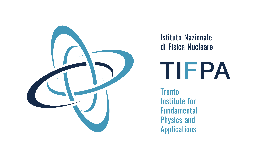 Istituto Nazionale
di Fisica Nucleare
TIFPA
Trento
Institute for
Fundamental
Physics and
Applications